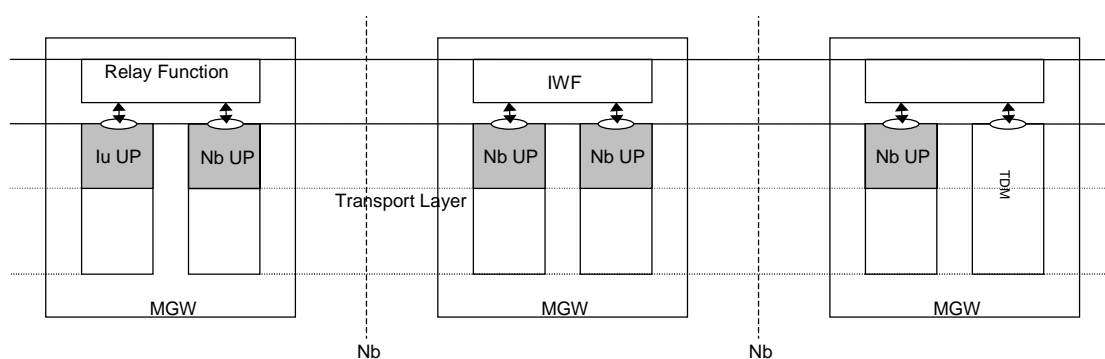 Relay Function
IWF
Iu UP
Nb UP
Nb UP
Nb UP
Nb UP
TDM
Transport Layer
MGW
MGW
MGW
Nb
Nb